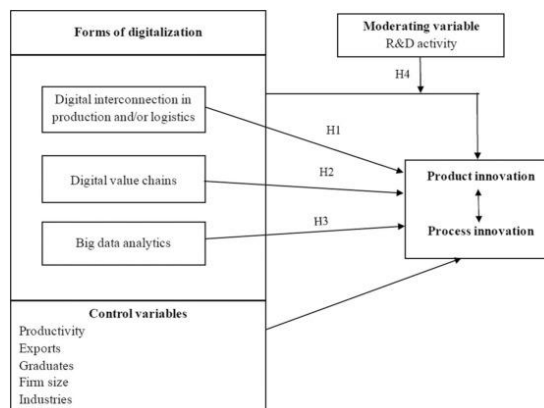 Forms of digitalization
Moderating variable
R&D activity
H4
Digital interconnection in
production and/or logistics
H1
Digital value chains
H2
Product innovation
Big data analytics
H3
Process innovation
Control variables
Productivity
Exports
Graduates
Firm size
Industries